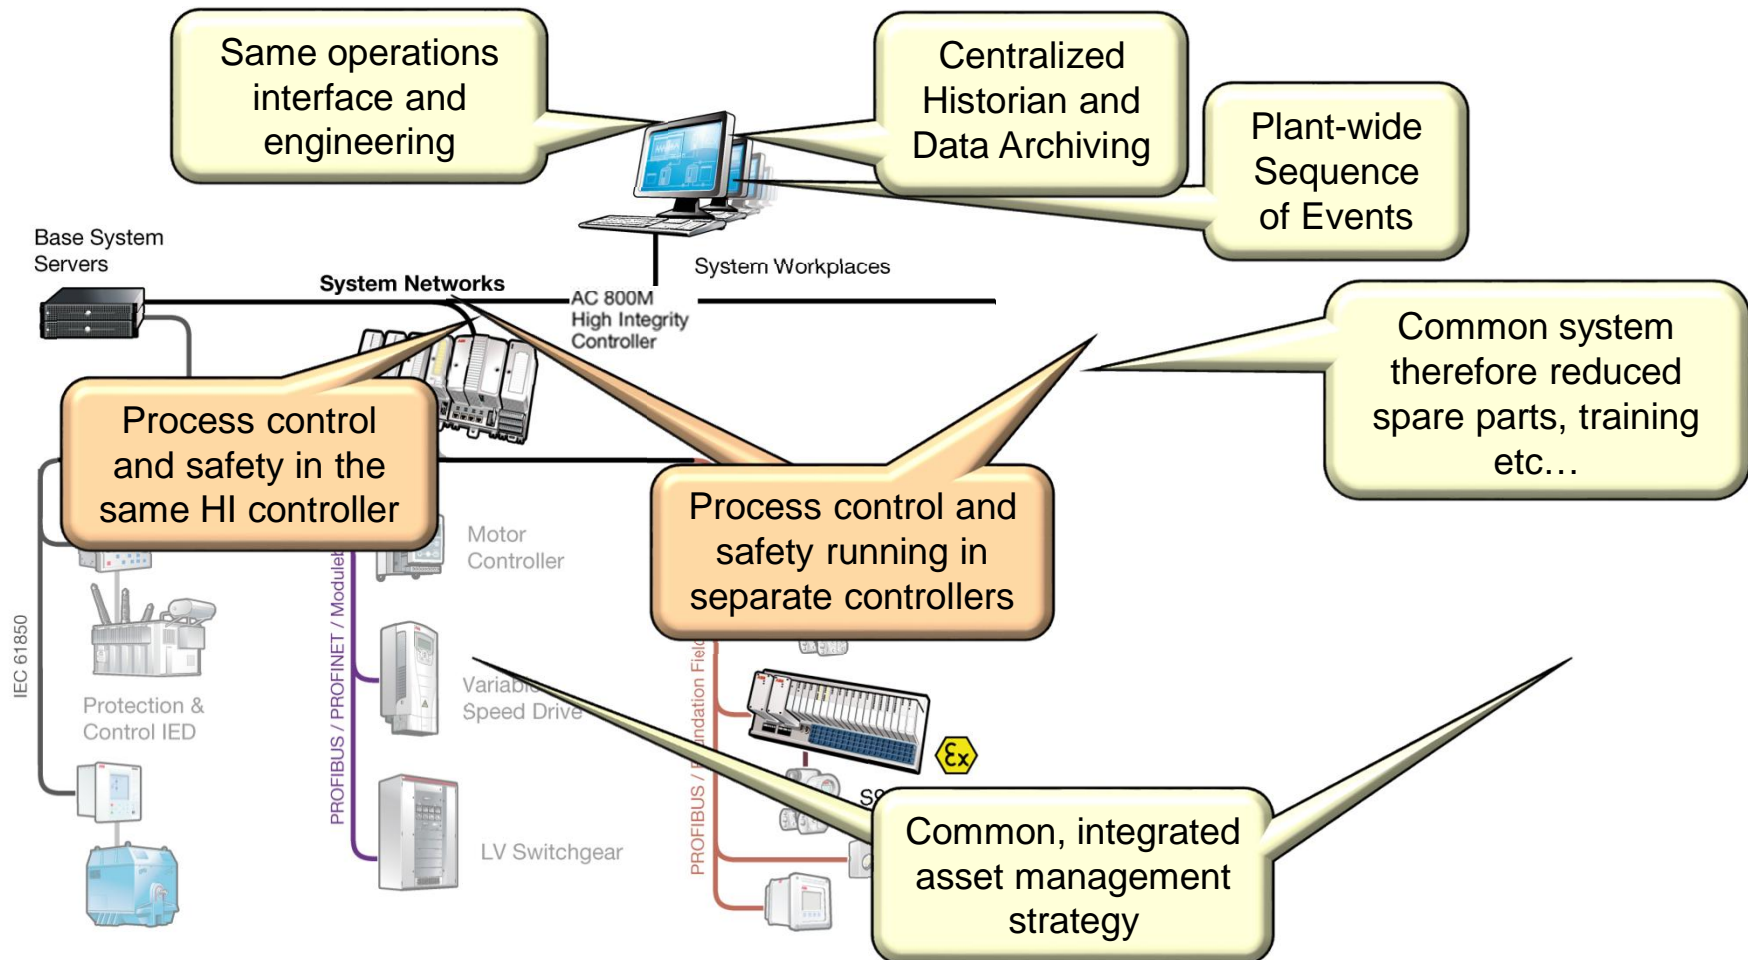 Same operations
interface and
engineering
Centralized
Historian and
Data Archiving
Plant-wide
Sequence
of Events
Base System
Servers
System Networks
System Workplaces
AC 800M
High Integrity
Controller
Common system
therefore reduced
spare parts, training
etc…
Process control
and safety in the
same HI controller
Process control and
safety running in
separate controllers
Motor
Controller
IEC 61850
PROFIBUS / PROFINET /
Protection &
Control IED
Variable
Speed Drive
PROFIBUS /
Ex
LV Switchgear
Common, integrated
asset management
strategy